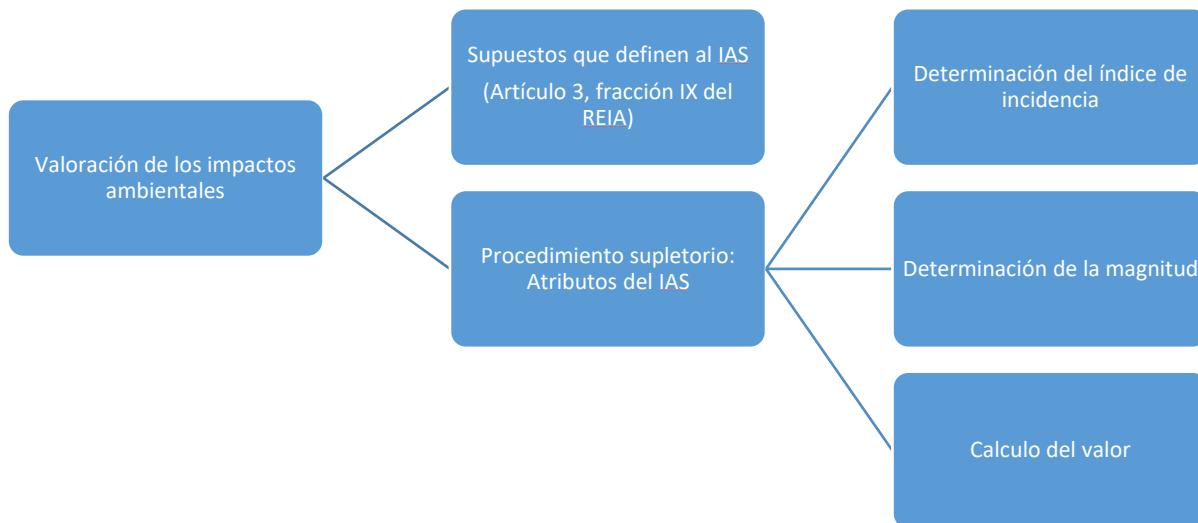 Valoración de los impactos
ambientales
Supuestos que definen al IAS
(Artículo 3, fracción IX del
REIA)
Procedimiento supletorio:
Atributos del IAS
Determinación del índice de
incidencia
Determinación de la magnitud
Calculo del valor